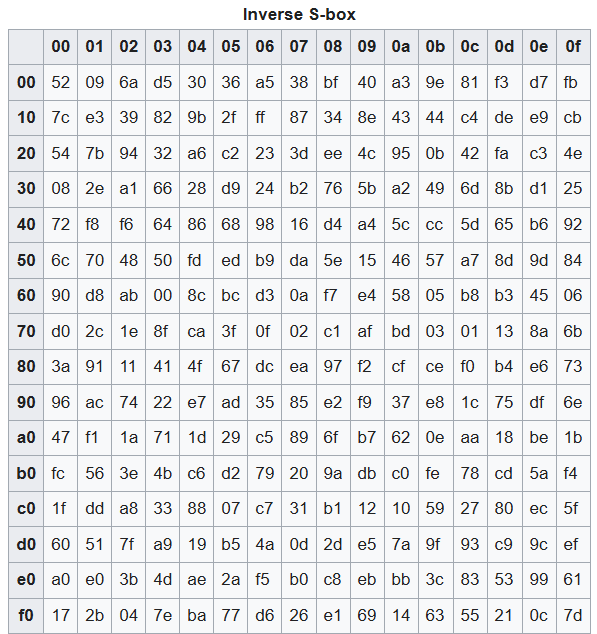 Inverse S-box
00 01 02 03 04 05 06 07 08 09 0a 0b 0c 0d 0e 0f
00 52 09 6a d5 30 36 a5 38 bf 40 a3 9e 81 f3 d7 fb
10 7c e3 39 82 9b 2f ff 87 34 8e 43 44 c4 de e9 cb
20 54 7b 94 32 a6 c2 23 3d ee 4c 95 0b 42 fa c3 4e
30 08 2e a1 66 28 d9 24 b2 76 5b a2 49 6d 8b d1 25
40 72 f8 f6 64 86 68 98 16 d4 a4 5c cc 5d 65 b6 92
50 6c 70 48 50 fd ed b9 da 5e 15 46 57 a7 8d 9d 84
60 90 d8 ab 00 8c bc d3 0a f7 e4 58 05 b8 b3 45 06
70 d0 2c 1e 8f ca 3f 0f 02 c1 af bd 03 01 13 8a 6b
80 3a 91 11 41 4f 67 dc ea 97 f2 cf ce f0 b4 e6 73
90 96 ac 74 22 e7 ad 35 85 e2 f9 37 e8 1c 75 df 6e
a0 47 f1 1a 71 1d 29 c5 89 6f b7 62 0e aa 18 be 1b
b0 fc 56 3e 4b c6 d2 79 20 9a db c0 fe 78 cd 5a f4
c0 1f dd a8 33 88 07 c7 31 b1 12 10 59 27 80 ec 5f
d0 60 51 7f a9 19 b5 4a 0d 2d e5 7a 9f 93 c9 9c ef
e0 a0 e0 3b 4d ae 2a f5 b0 c8 eb bb 3c 83 53 99 61
f0 17 2b 04 7e ba 77 d6 26 e1 69 14 63 55 21 0c 7d